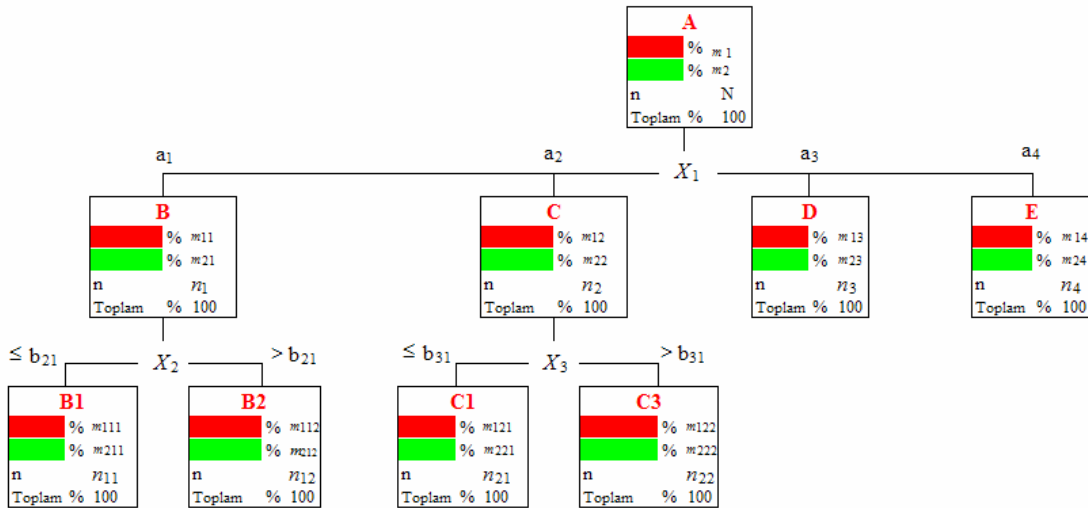 A
% m1
% m2
n N
Toplam % 100
a1 a2 X1 a3 a4
B
% m11
% m21
n n1
Toplam % 100
C
% m12
% m22
n n2
Toplam % 100
D
% m13
% m23
n n3
Toplam % 100
E
% m14
% m24
n n4
Toplam % 100
≤ b21 X2 > b21
≤ b31 X3 > b31
B1
% m111
% m211
n n11
Toplam % 100
B2
% m112
% m212
n n12
Toplam % 100
C1
% m121
% m221
n n21
Toplam % 100
C3
% m122
% m222
n n22
Toplam % 100